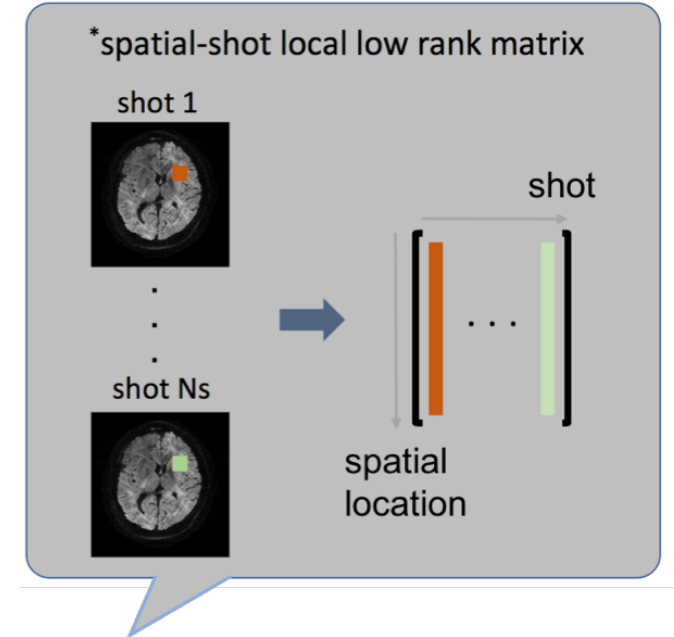 *spatial-shot local low rank matrix
shot 1
shot
.
.
.
. . .
shot Ns
spatial
location